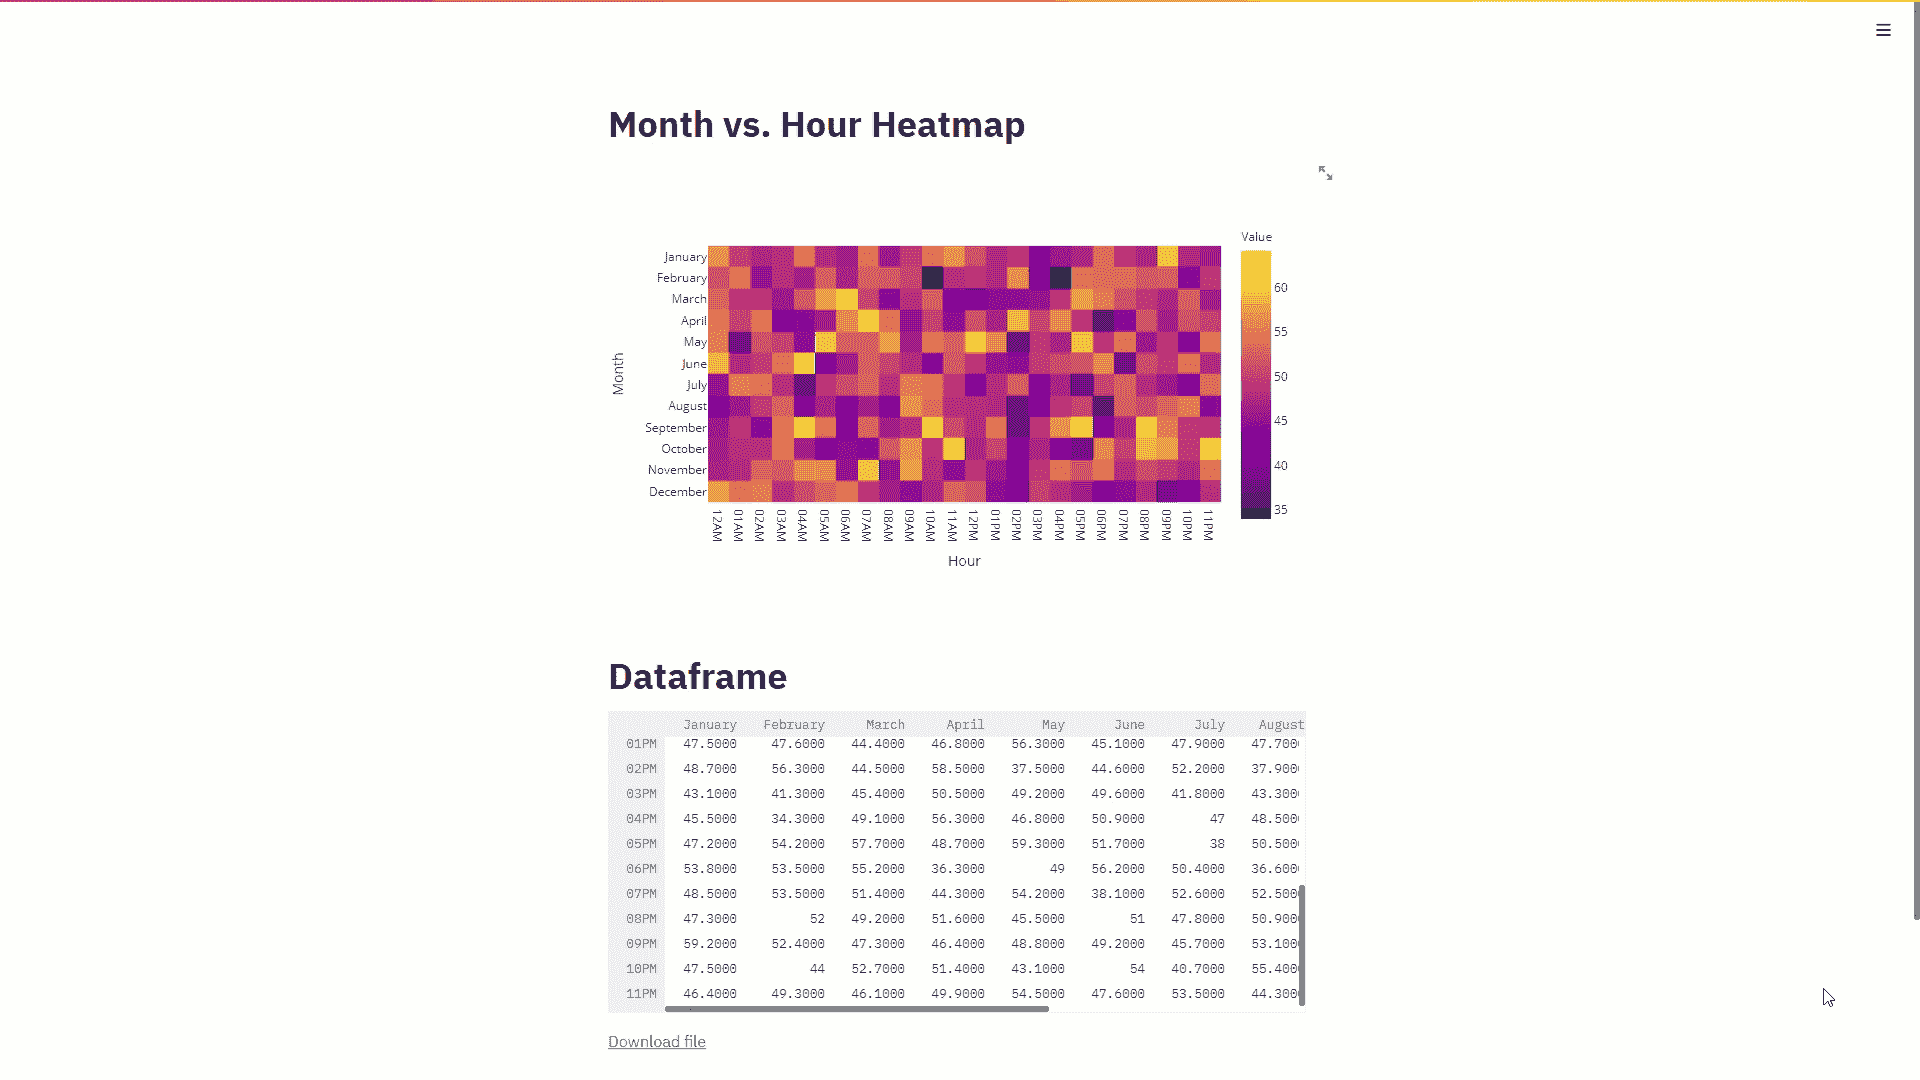 Month vs. Hour Heatmap
Value
January
February
March
April
May
June
July
August
September
October
November
December
Month
60
55
50
45
40
35
12AM 01AM 02AM 03AM 04AM 05AM 06AM 07AM 08AM 09AM 10AM 11AM 12PM 01PM 02PM 03PM 04PM 05PM 06PM 07PM 08PM 09PM 10PM 11PM
Hour
Dataframe
January February March April May June July August
01PM 47.5000 47.6000 44.4000 46.8000 56.3000 45.1000 47.9000 47.700
02PM 48.7000 56.3000 44.5000 58.5000 37.5000 44.6000 52.2000 37.900
03PM 43.1000 41.3000 45.4000 50.5000 49.2000 49.6000 41.8000 43.300
04PM 45.5000 34.3000 49.1000 56.3000 46.8000 50.9000 47 48.500
05PM 47.2000 54.2000 57.7000 48.7000 59.3000 51.7000 38 50.500
06PM 53.8000 53.5000 55.2000 36.3000 49 56.2000 50.4000 36.600
07PM 48.5000 53.5000 51.4000 44.3000 54.2000 38.1000 52.6000 52.500
08PM 47.3000 52 49.2000 51.6000 45.5000 51 47.8000 50.900
09PM 59.2000 52.4000 47.3000 46.4000 48.8000 49.2000 45.7000 53.100
10PM 47.5000 44 52.7000 51.4000 43.1000 54 40.7000 55.400
11PM 46.4000 49.3000 46.1000 49.9000 54.5000 47.6000 53.5000 44.300
Download file